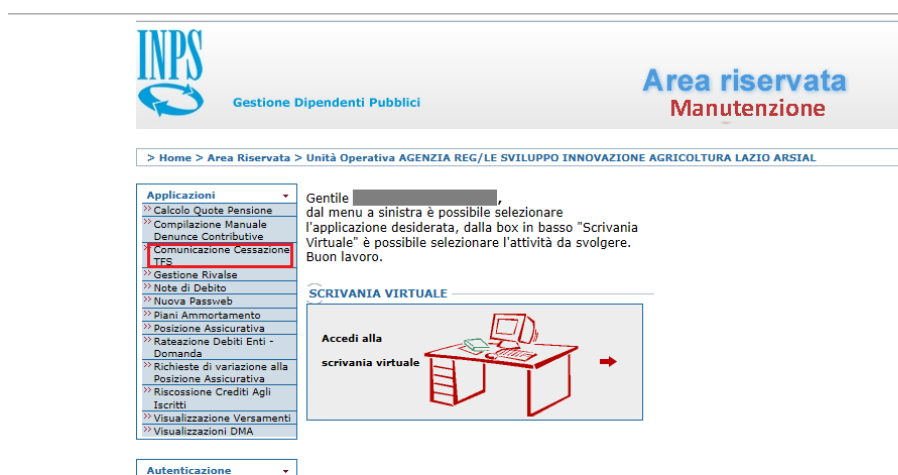 INPS
Gestione Dipendenti Pubblici
Area riservata
Manutenzione
> Home > Area Riservata > Unità Operativa AGENZIA REG/LE SVILUPPO INNOVAZIONE AGRICOLTURA LAZIO ARSIAL
Applicazioni
Calcolo Quote Pensione
Compilazione Manuale
Denunce Contributive
Comunicazione Cessazione
TFS
Gestione Rivalse
Note di Debito
Nuova Passweb
Piani Ammortamento
Posizione Assicurativa
Rateazione Debiti Enti -
Domanda
Richieste di variazione alla
Posizione Assicurativa
Riscossione Crediti Agli
Iscritti
Visualizzazione Versamenti
Visualizzazioni DMA
Autenticazione
Gentile ,
dal menu a sinistra è possibile selezionare
l'applicazione desiderata, dalla box in basso "Scrivania
Virtuale" è possibile selezionare l'attività da svolgere.
Buon lavoro.
SCRIVANIA VIRTUALE
Accedi alla
scrivania virtuale